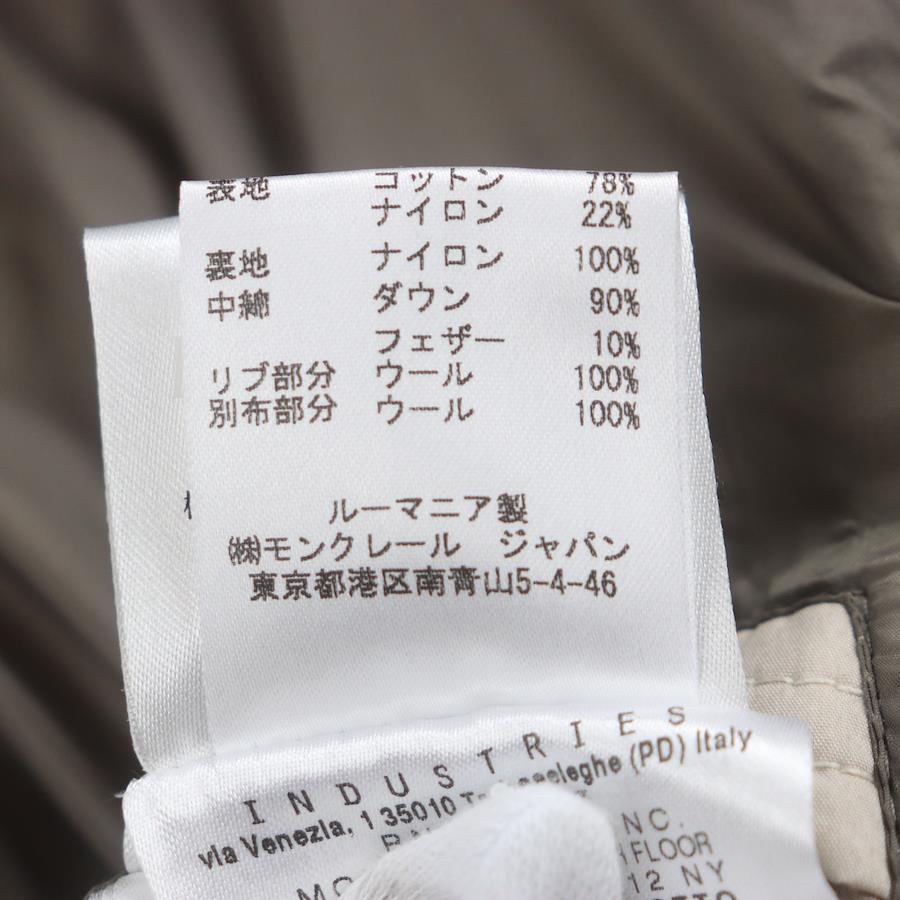 表地 コットン 78%
ナイロン 22%
裏地 ナイロン 100%
中綿 ダウン 90%
フェザー 10%
リブ部分 ウール 100%
別布部分 ウール 100%
ルーマニア製
㈱モンクレール ジャパン
東京都港区南青山5-4-46
INDUSTRIES
via Venezia, 1 35010 (PD) Italy
INC.
FLOOR
12 NY